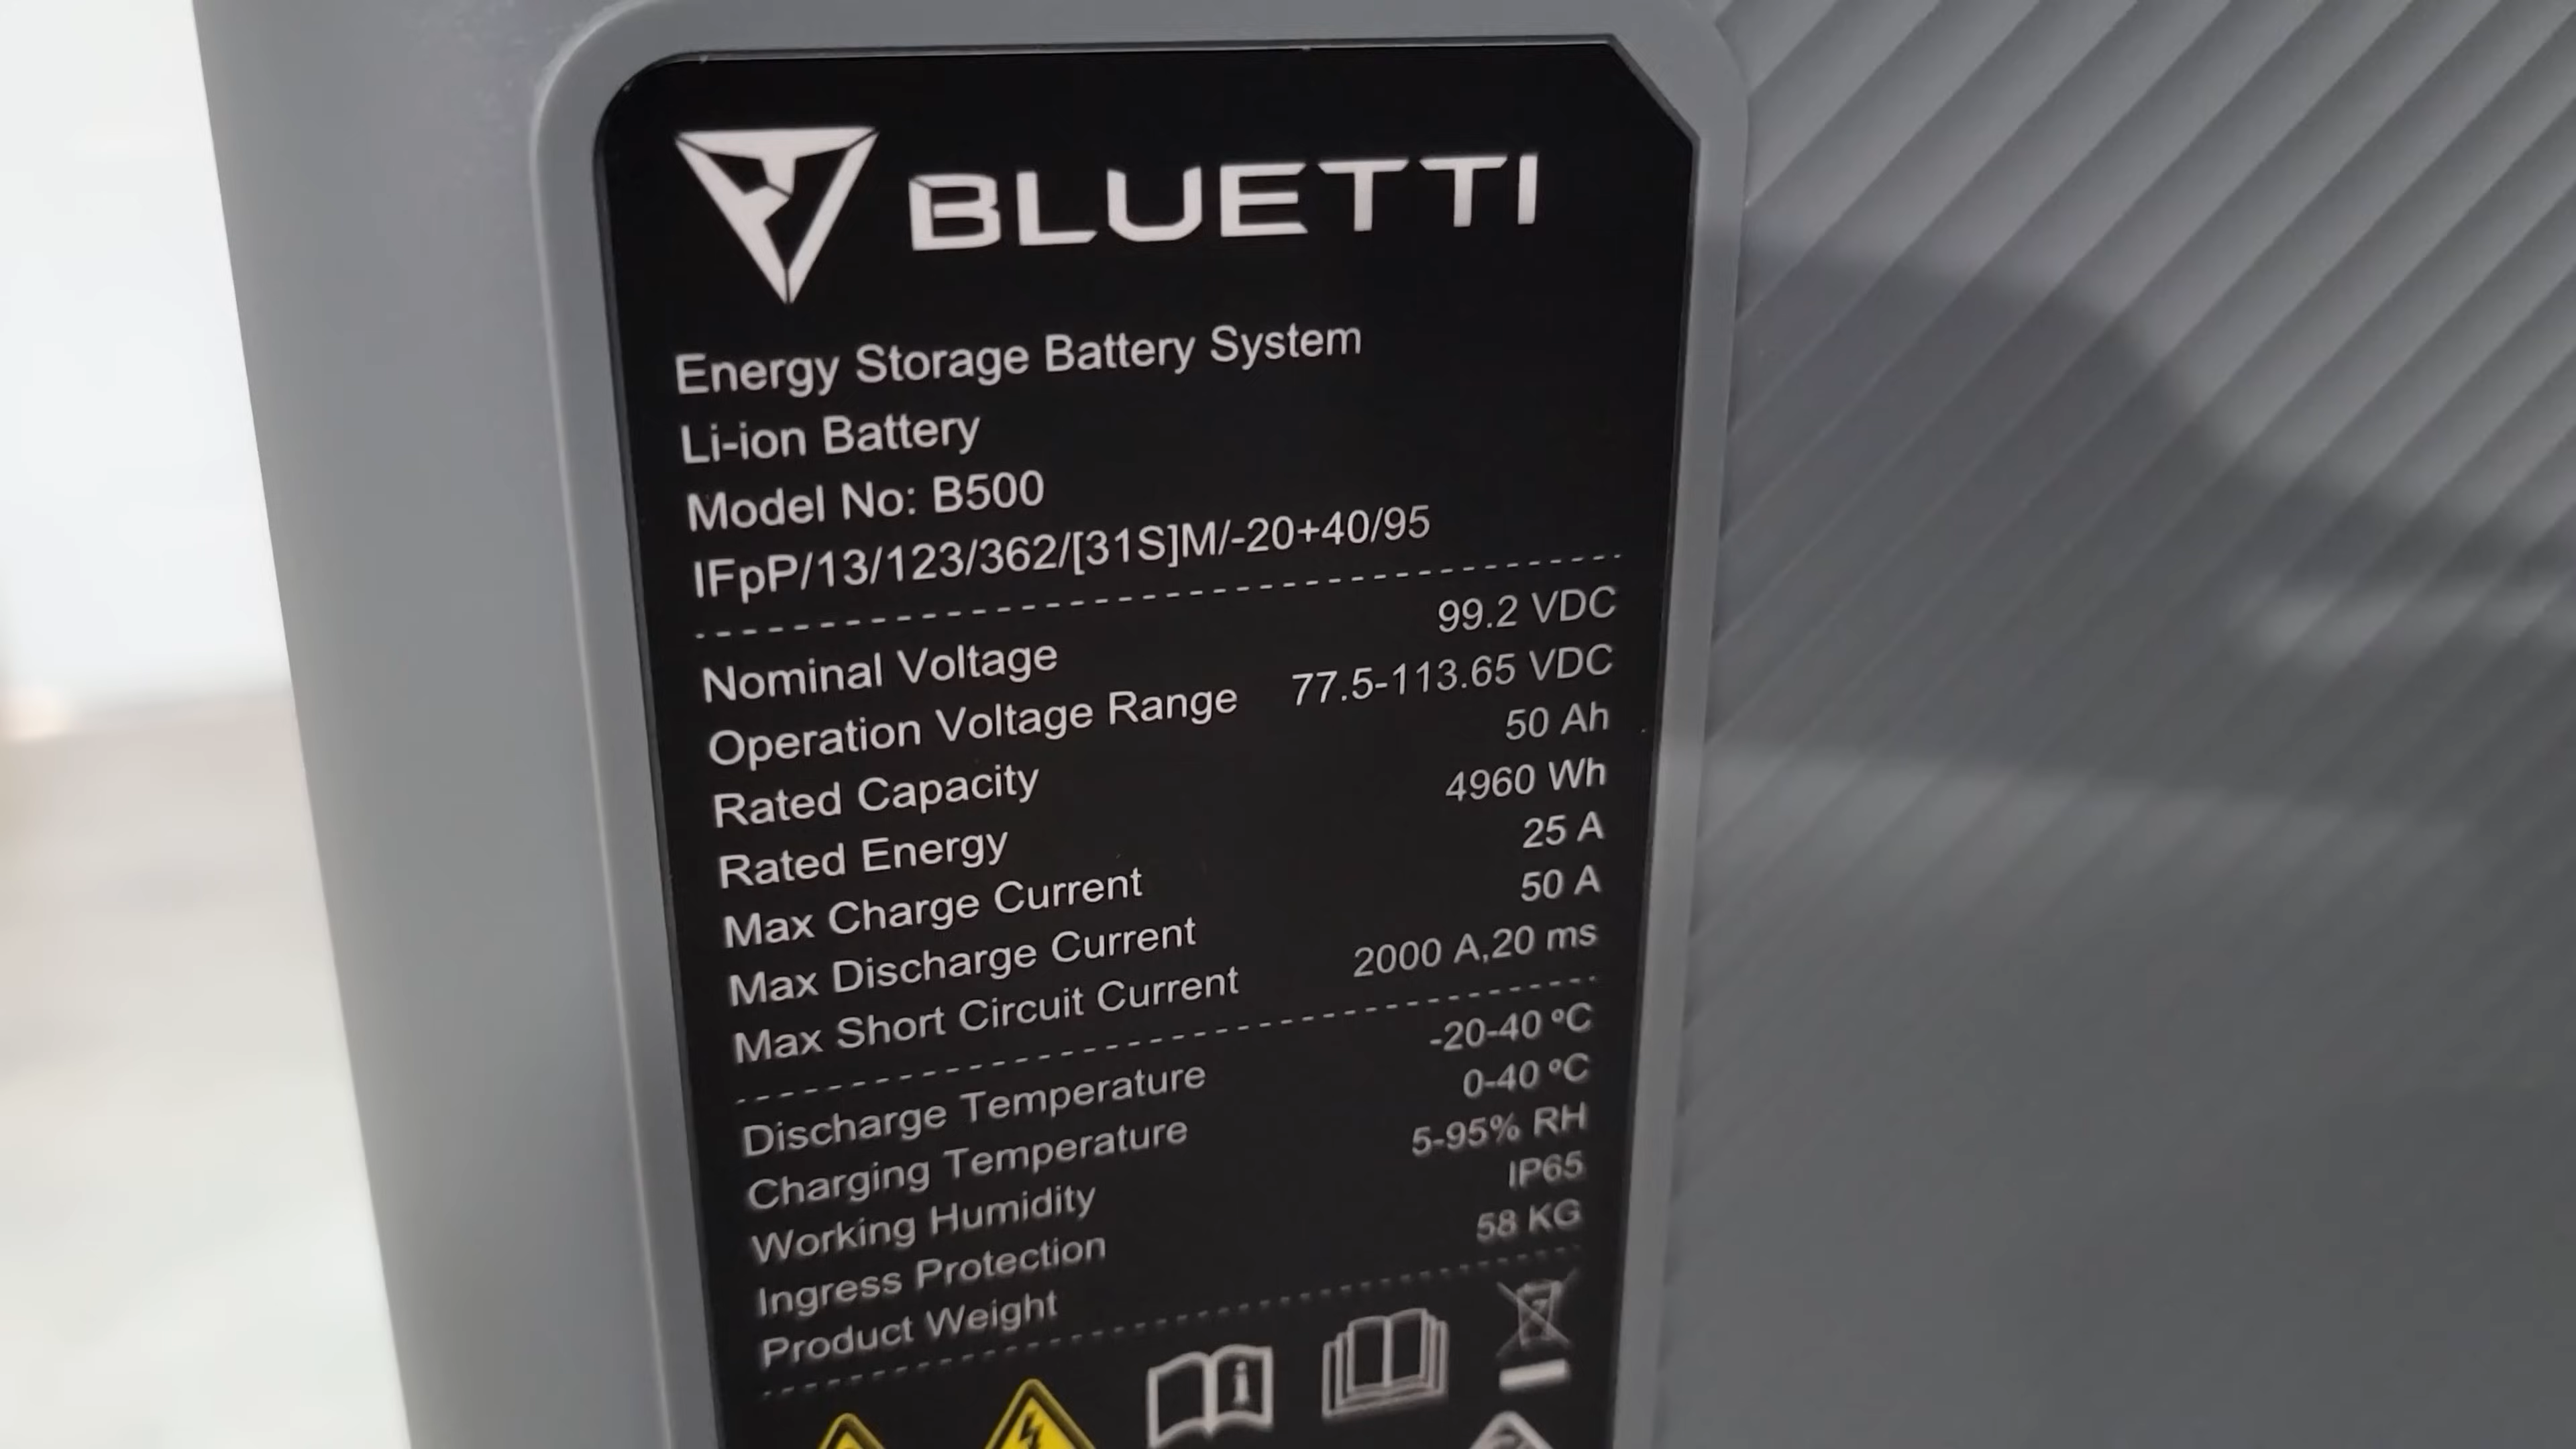 BLUETTI
Energy Storage Battery System
Li-ion Battery
Model No: B500
IFpP/13/123/362/[31S]M/-20+40/95
Nominal Voltage 99.2 VDC
Operation Voltage Range 77.5-113.65 VDC
Rated Capacity 50 Ah
Rated Energy 4960 Wh
Max Charge Current 25 A
Max Discharge Current 50 A
Max Short Circuit Current 2000 A,20 ms
Discharge Temperature -20-40 ºC
Charging Temperature 0-40 ºC
Working Humidity 5-95% RH
Ingress Protection IP65
Product Weight 58 KG